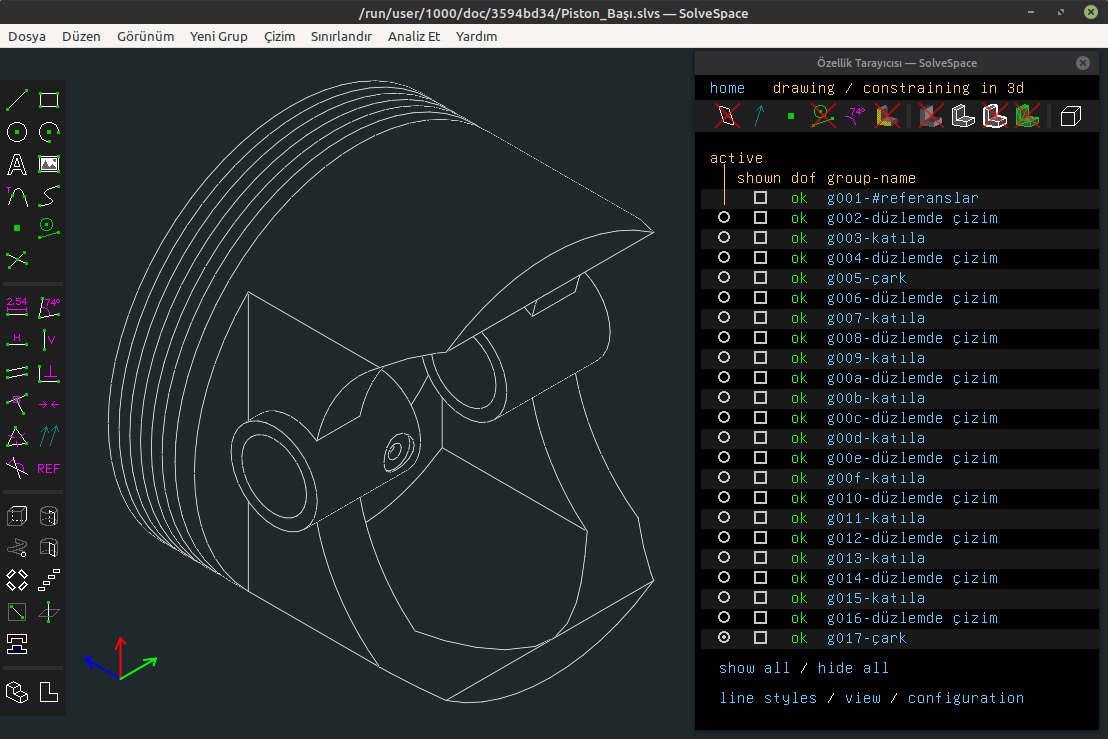 /run/user/1000/doc/3594bd34/Piston_Başı.slvs — SolveSpace
Dosya Düzen Görünüm Yeni Grup Çizim Sınırlandır Analiz Et Yardım
Özellik Tarayıcısı — SolveSpace
home drawing / constraining in 3d
74°
active
shown dof group-name
ok g001-#referanslar
ok g002-düzlemde çizim
ok g003-katıla
ok g004-düzlemde çizim
ok g005-çark
ok g006-düzlemde çizim
ok g007-katıla
ok g008-düzlemde çizim
ok g009-katıla
ok g00a-düzlemde çizim
ok g00b-katıla
ok g00c-düzlemde çizim
ok g00d-katıla
ok g00e-düzlemde çizim
ok g00f-katıla
ok g010-düzlemde çizim
ok g011-katıla
ok g012-düzlemde çizim
ok g013-katıla
ok g014-düzlemde çizim
ok g015-katıla
ok g016-düzlemde çizim
ok g017-çark
show all / hide all
line styles / view / configuration
A
T
2.54 74°
H V
REF